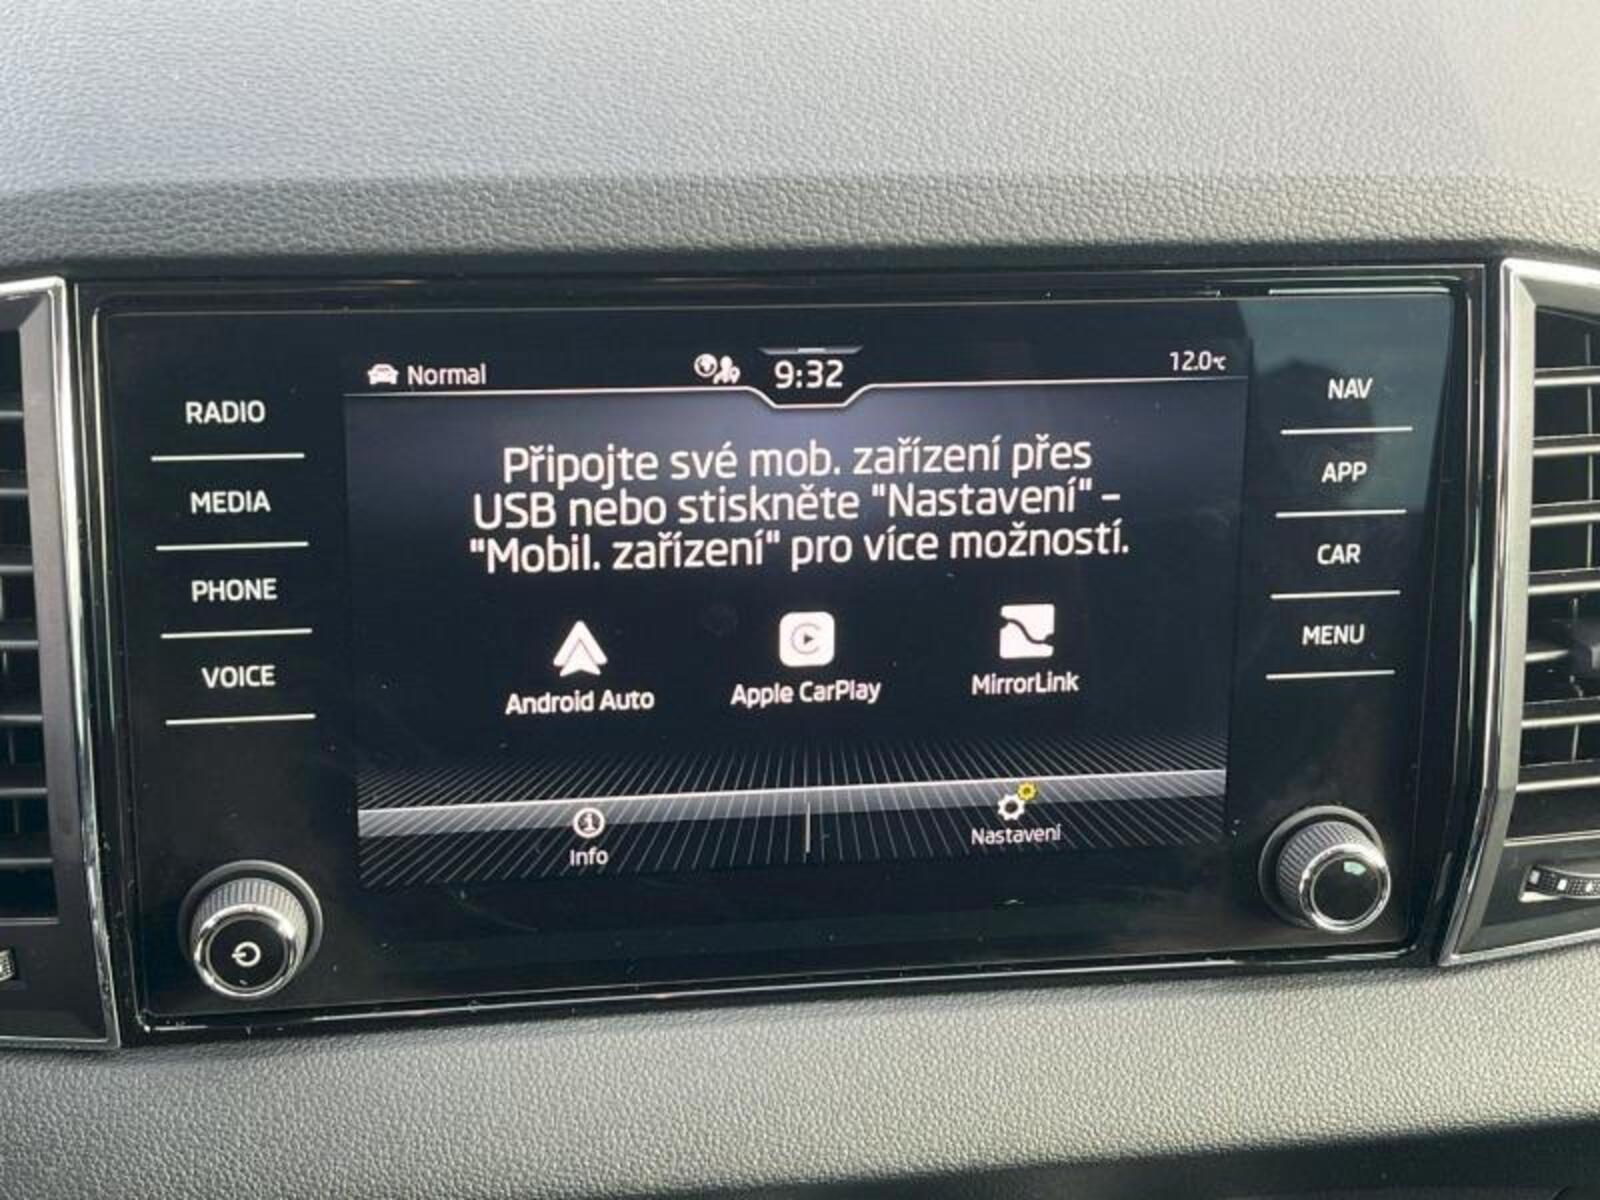 Normal
9:32
12.0°C
RADIO
MEDIA
PHONE
VOICE
Připojte své mob. zařízení přes
USB nebo stiskněte "Nastavení" –
"Mobil. zařízení" pro více možností.
Android Auto
Apple CarPlay
MirrorLink
Info
Nastavení
NAV
APP
CAR
MENU